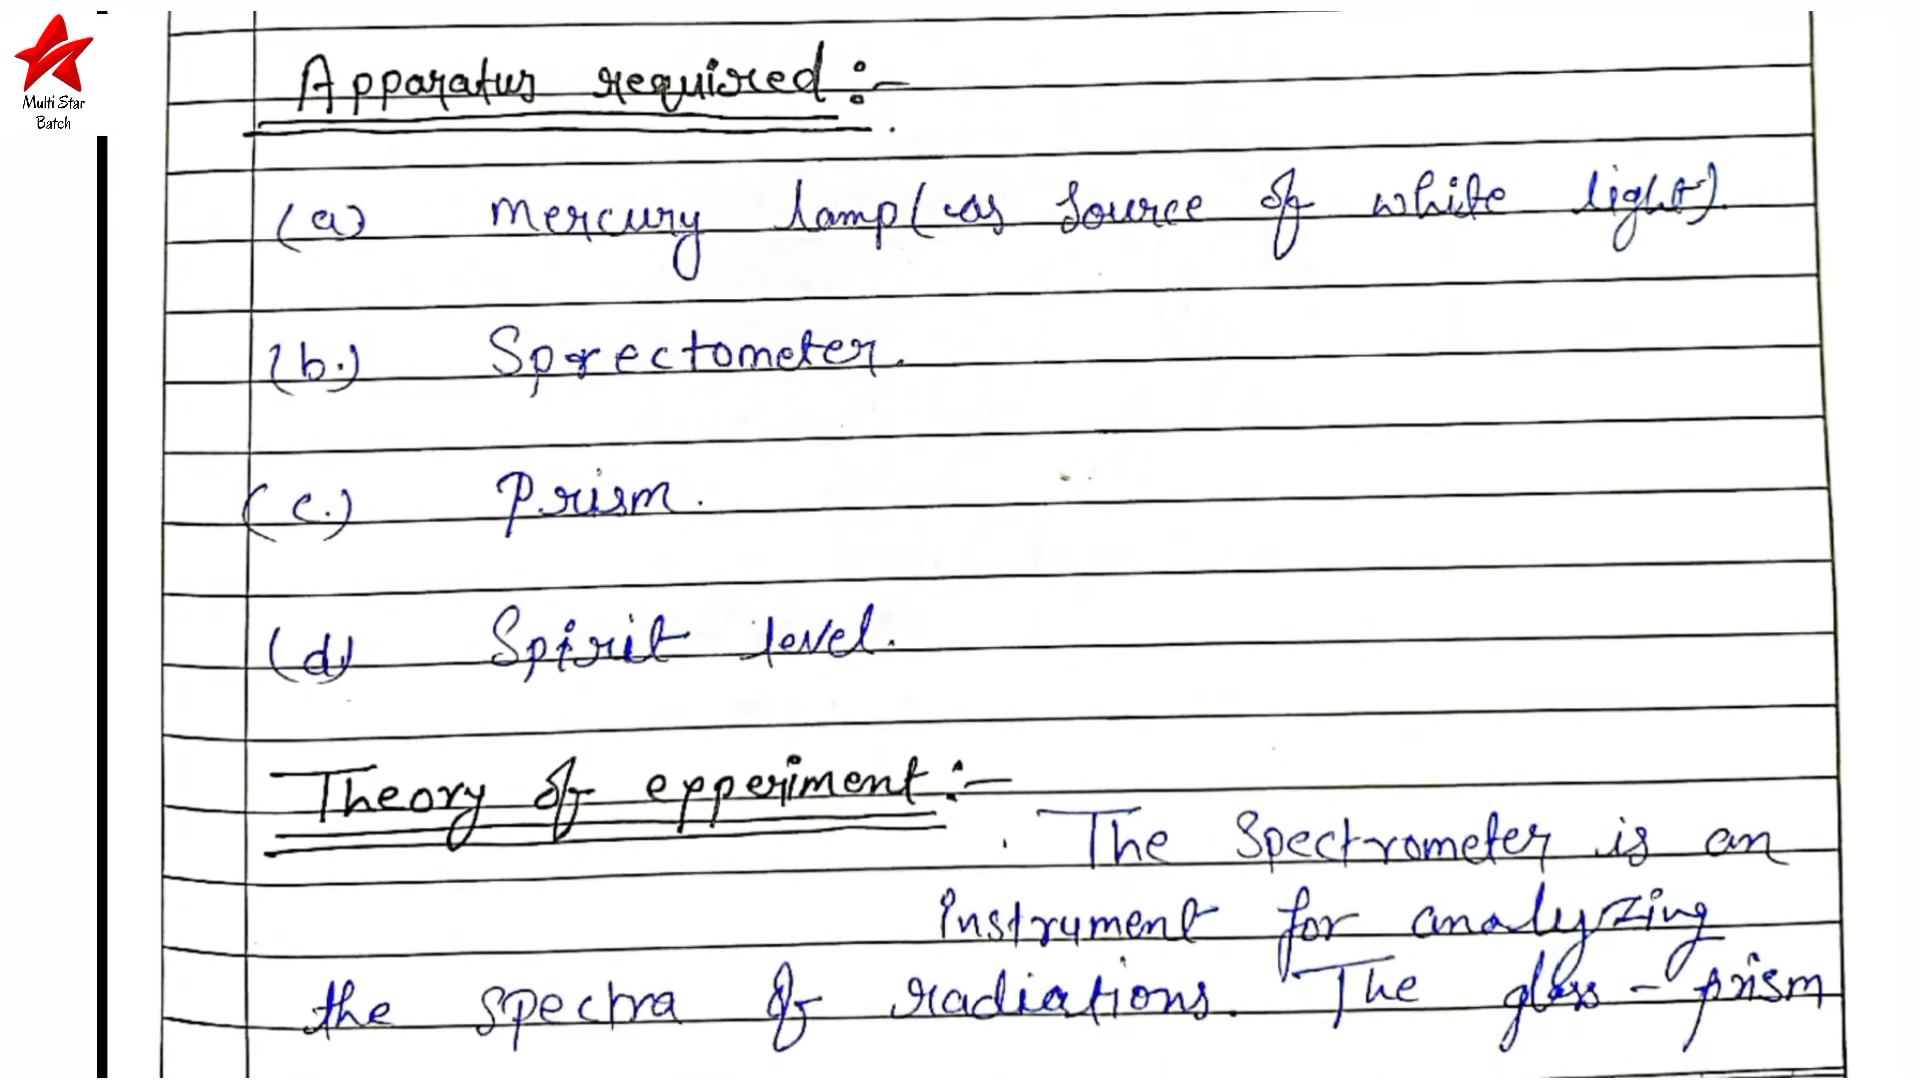 Multi Star
Batch
Apparatus required :-
(a) Mercury lamp (as source of white light).
(b.) Sprectometer.
(c.) Prism.
(d) Spirit level.
Theory of epperiment :-
The Spectrometer is an
instrument for analyzing
the spectra of radiations. The glass - prism